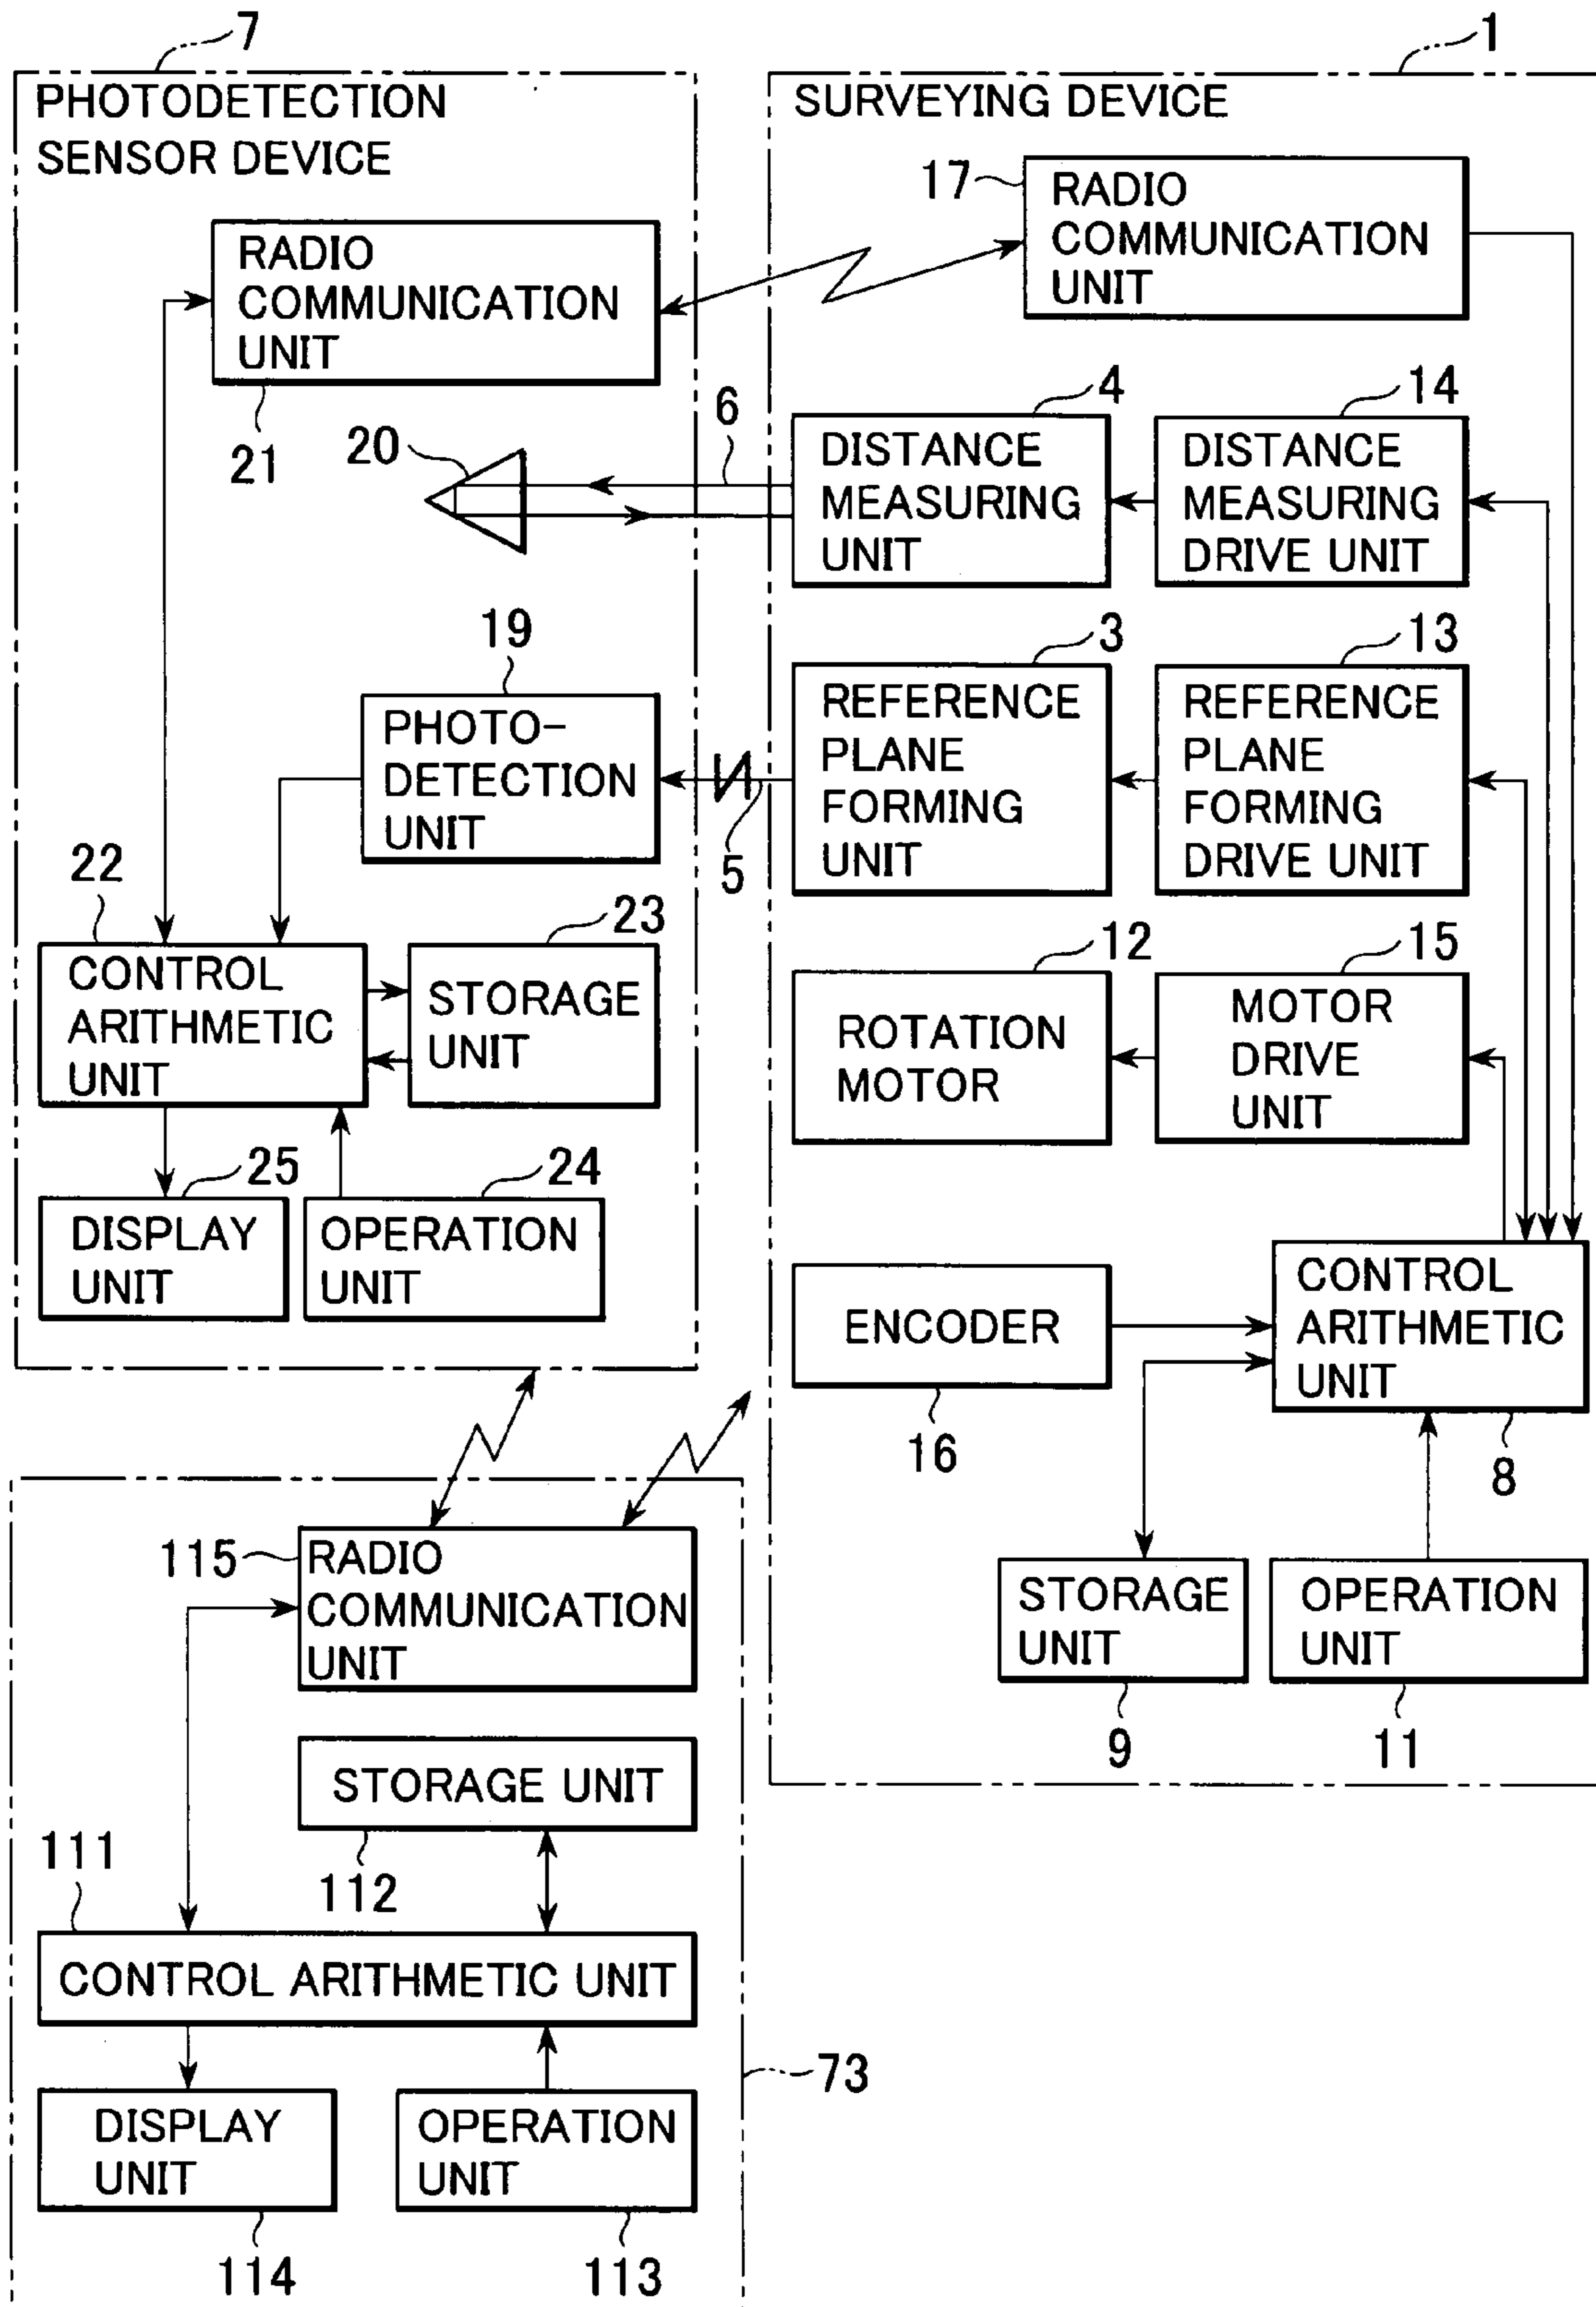 7
PHOTODETECTION
SENSOR DEVICE
RADIO
COMMUNICATION
UNIT
21
20
6
19
PHOTO-
DETECTION
UNIT
5
22
CONTROL
ARITHMETIC
UNIT
23
STORAGE
UNIT
25
DISPLAY
UNIT
24
OPERATION
UNIT
1
SURVEYING DEVICE
17
RADIO
COMMUNICATION
UNIT
4
DISTANCE
MEASURING
UNIT
14
DISTANCE
MEASURING
DRIVE UNIT
3
REFERENCE
PLANE
FORMING
UNIT
13
REFERENCE
PLANE
FORMING
DRIVE UNIT
12
ROTATION
MOTOR
15
MOTOR
DRIVE
UNIT
ENCODER
16
CONTROL
ARITHMETIC
UNIT
8
STORAGE
UNIT
9
OPERATION
UNIT
11
115
RADIO
COMMUNICATION
UNIT
STORAGE UNIT
112
111
CONTROL ARITHMETIC UNIT
73
DISPLAY
UNIT
114
OPERATION
UNIT
113